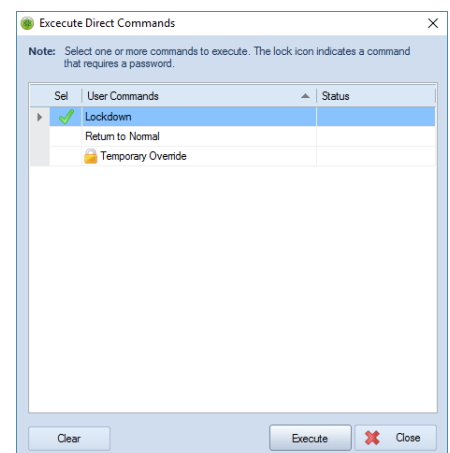 Excecute Direct Commands
Note: Select one or more commands to execute. The lock icon indicates a command
that requires a password.
Sel User Commands Status
Lockdown
Return to Normal
Temporary Override
Clear Execute Close